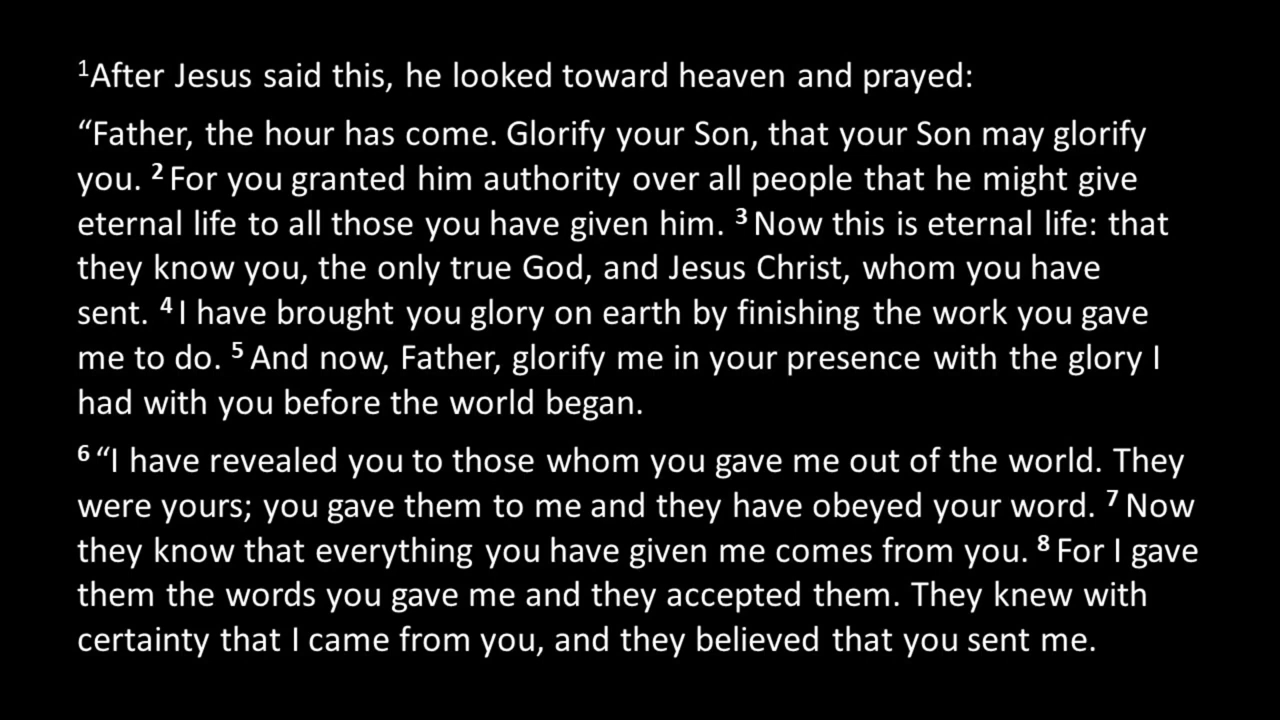 ¹After Jesus said this, he looked toward heaven and prayed:
“Father, the hour has come. Glorify your Son, that your Son may glorify
you. ² For you granted him authority over all people that he might give
eternal life to all those you have given him. ³ Now this is eternal life: that
they know you, the only true God, and Jesus Christ, whom you have
sent. ⁴ I have brought you glory on earth by finishing the work you gave
me to do. ⁵ And now, Father, glorify me in your presence with the glory I
had with you before the world began.
⁶ “I have revealed you to those whom you gave me out of the world. They
were yours; you gave them to me and they have obeyed your word. ⁷ Now
they know that everything you have given me comes from you. ⁸ For I gave
them the words you gave me and they accepted them. They knew with
certainty that I came from you, and they believed that you sent me.